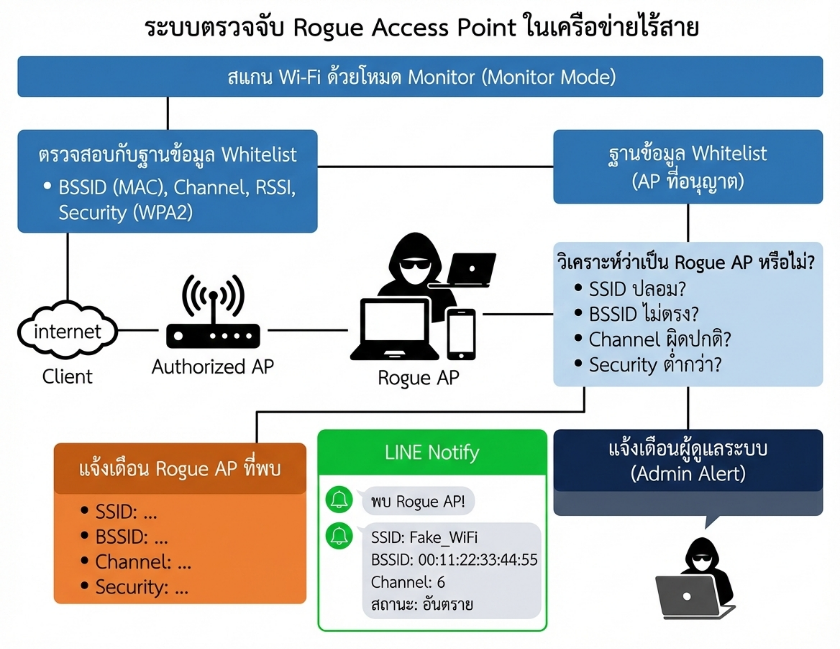 ระบบตรวจจับ Rogue Access Point ในเครือข่ายไร้สาย
สแกน Wi-Fi ด้วยโหมด Monitor (Monitor Mode)
ตรวจสอบกับฐานข้อมูล Whitelist
• BSSID (MAC), Channel, RSSI,
Security (WPA2)
ฐานข้อมูล Whitelist
(AP ที่อนุญาต)
วิเคราะห์ว่าเป็น Rogue AP หรือไม่?
• SSID ปลอม?
• BSSID ไม่ตรง?
• Channel ผิดปกติ?
• Security ต่ำกว่า?
internet
Client
Authorized AP
Rogue AP
แจ้งเตือน Rogue AP ที่พบ
• SSID: ...
• BSSID: ...
• Channel: ...
• Security: ...
LINE Notify
พบ Rogue AP!
SSID: Fake_WiFi
BSSID: 00:11:22:33:44:55
Channel: 6
สถานะ: อันตราย
แจ้งเตือนผู้ดูแลระบบ
(Admin Alert)